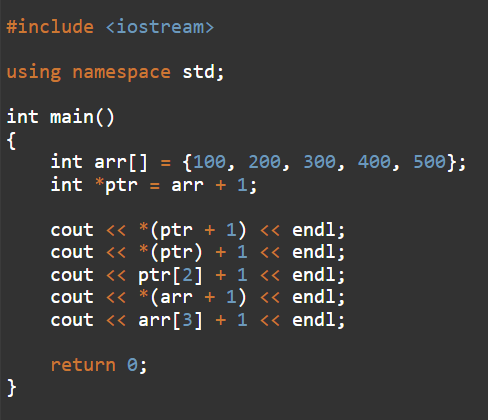 #include <iostream>
using namespace std;
int main()
{
    int arr[] = {100, 200, 300, 400, 500};
    int *ptr = arr + 1;
    cout << *(ptr + 1) << endl;
    cout << *(ptr) + 1 << endl;
    cout << ptr[2] + 1 << endl;
    cout << *(arr + 1) << endl;
    cout << arr[3] + 1 << endl;
    return 0;
}